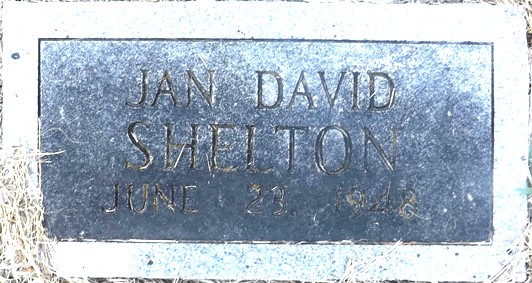 JAN DAVID
SHELTON
JUNE 23, 1948